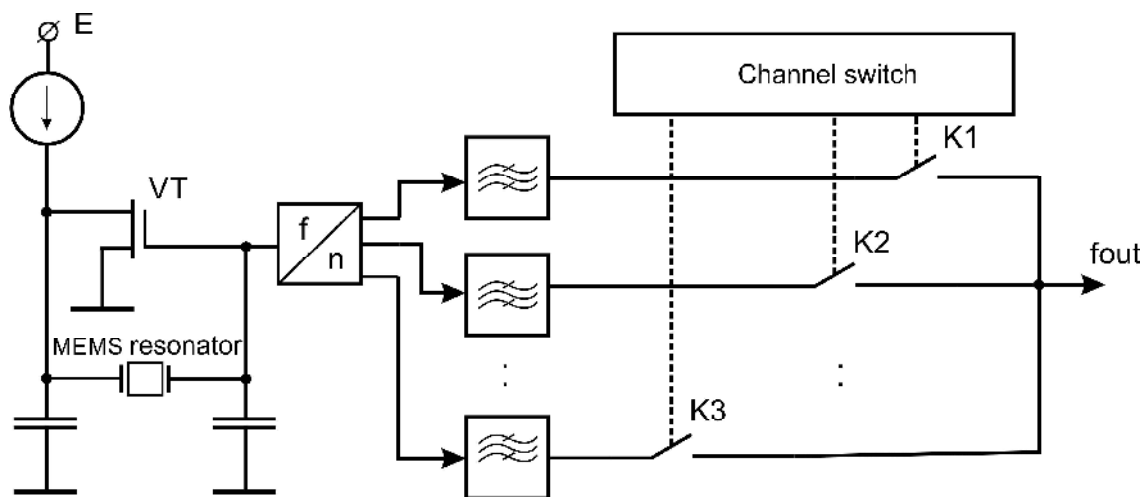 E
Channel switch
K1
VT
f
n
K2
fout
MEMS resonator
K3